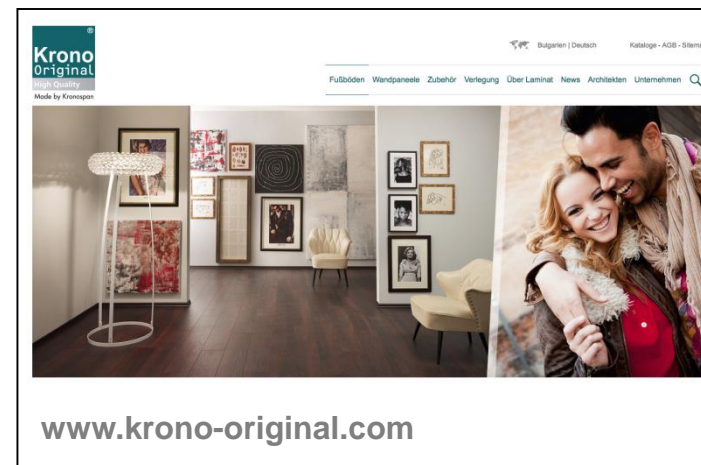 ®
Krono
Original
High Quality
Made by Kronospan
Bulgarien | Deutsch Kataloge - AGB - Sitema
Fußböden Wandpaneele Zubehör Verlegung Über Laminat News Architekten Unternehmen
www.krono-original.com